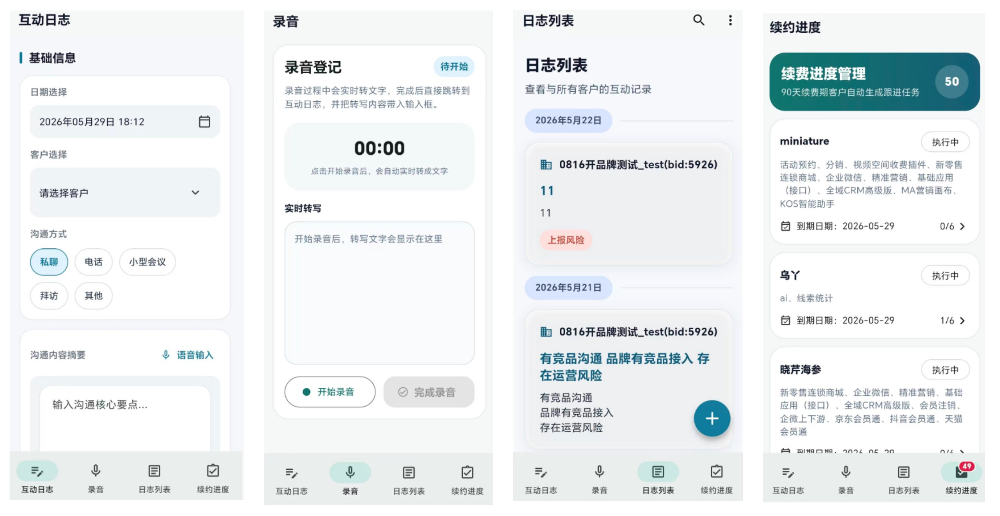 互动日志
基础信息
日期选择
2026年05月29日 18:12
客户选择
请选择客户
沟通方式
私聊
电话
小型会议
拜访
其他
沟通内容摘要
语音输入
输入沟通核心要点...
互动日志
录音
日志列表
续约进度
录音
录音登记
待开始
录音过程中会实时转文字，完成后直接跳转到
互动日志，并把转写内容带入输入框。
00:00
点击开始录音后，会自动实时转成文字
实时转写
开始录音后，转写文字会显示在这里
开始录音
完成录音
互动日志
录音
日志列表
续约进度
日志列表
日志列表
查看与所有客户的互动记录
2026年5月22日
0816开品牌测试_test(bid:5926)
11
11
上报风险
2026年5月21日
0816开品牌测试_test(bid:5926)
有竞品沟通 品牌有竞品接入 存
在运营风险
有竞品沟通
品牌有竞品接入
存在运营风险
互动日志
录音
日志列表
续约进度
续约进度
续费进度管理
90天续费期客户自动生成跟进任务
50
miniature
执行中
活动预约、分销、视频空间收费插件、新零售
连锁商城、企业微信、精准营销、基础应用
（接口）、全域CRM高级版、MA营销画布、
KOS智能助手
到期日期：2026-05-29
0/6
乌丫
执行中
ai、线索统计
到期日期：2026-05-29
1/6
晓芹海参
执行中
新零售连锁商城、企业微信、精准营销、基础
应用（接口）、全域CRM高级版、会员注销、
企微上下游、京东会员通、抖音会员通、天猫
会员通
到期日期：2026-05-29
0/6
49
互动日志
录音
日志列表
续约进度